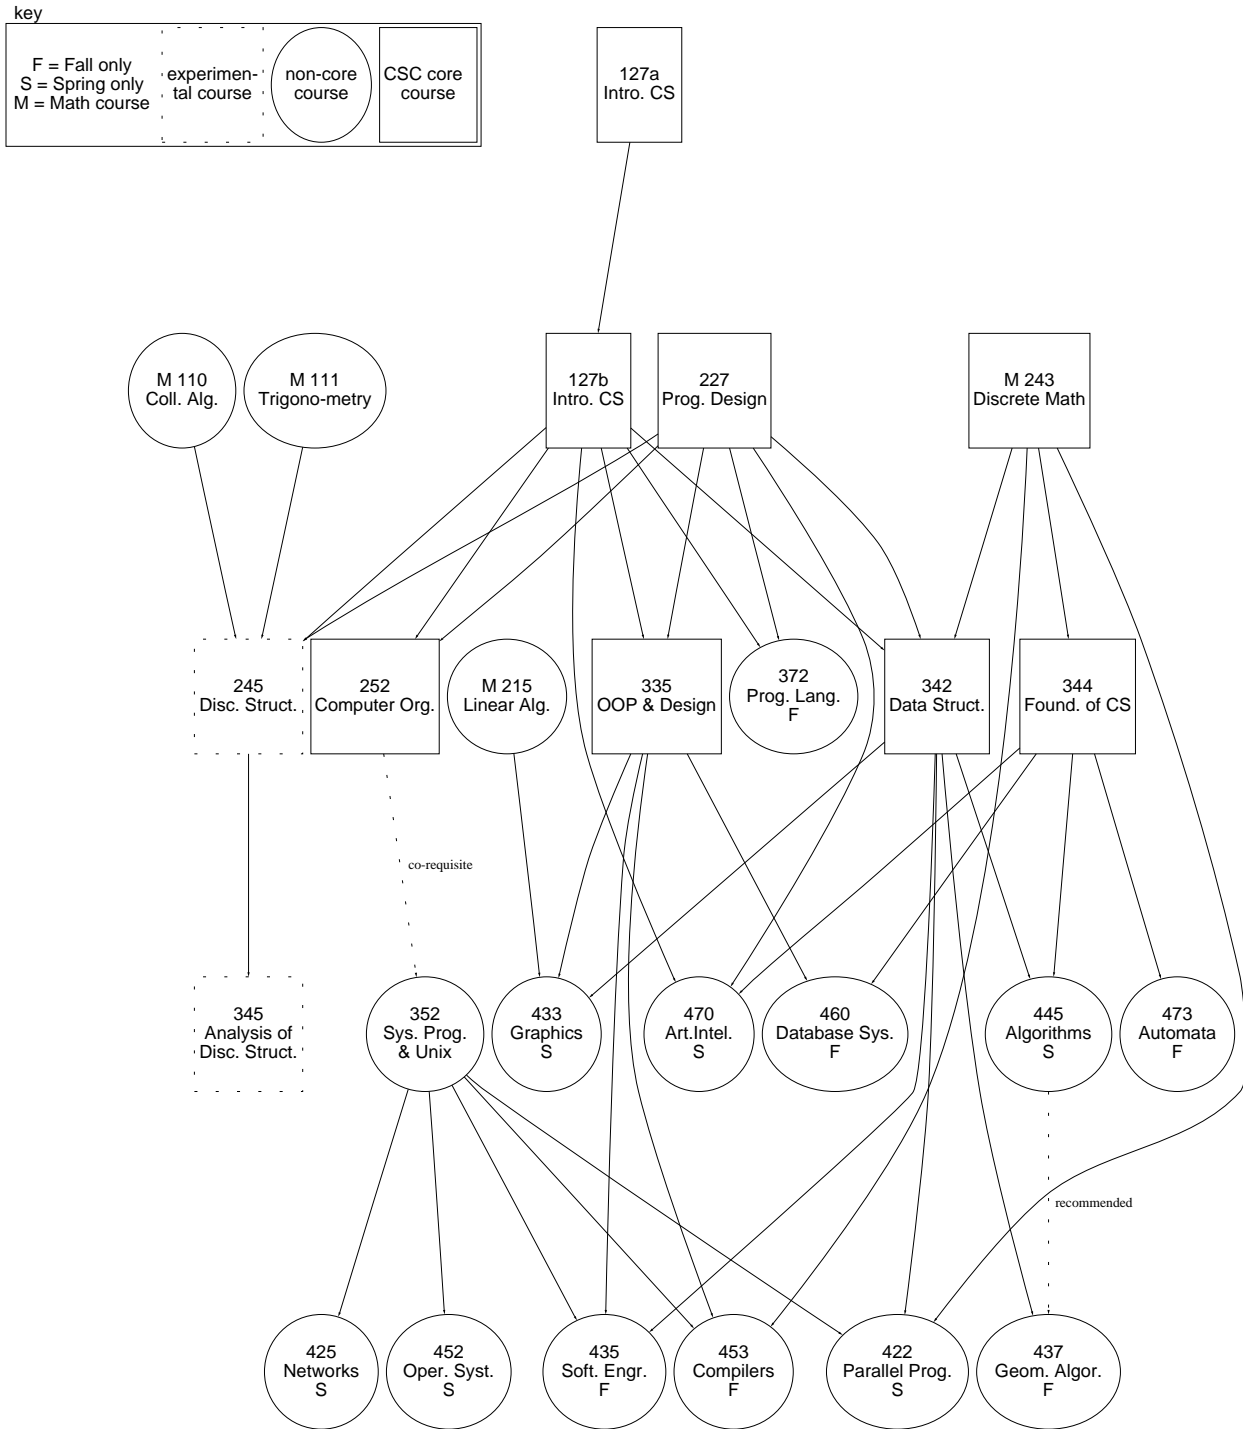 key
F = Fall only
S = Spring only
M = Math course
experimen-
tal course
non-core
course
CSC core
course
127a
Intro. CS
M 110
Coll. Alg.
M 111
Trigono-metry
127b
Intro. CS
227
Prog. Design
M 243
Discrete Math
245
Disc. Struct.
252
Computer Org.
M 215
Linear Alg.
335
OOP & Design
372
Prog. Lang.
F
342
Data Struct.
344
Found. of CS
co-requisite
345
Analysis of
Disc. Struct.
352
Sys. Prog.
& Unix
433
Graphics
S
470
Art.Intel.
S
460
Database Sys.
F
445
Algorithms
S
473
Automata
F
recommended
425
Networks
S
452
Oper. Syst.
S
435
Soft. Engr.
F
453
Compilers
F
422
Parallel Prog.
S
437
Geom. Algor.
F